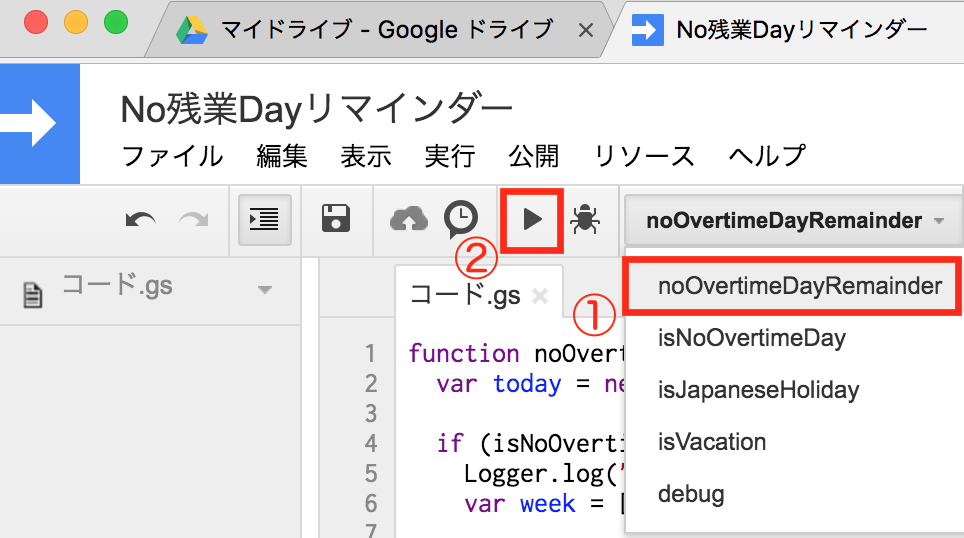 マイドライブ - Google ドライブ ×
No残業Dayリマインダー
No残業Dayリマインダー
ファイル 編集 表示 実行 公開 リソース ヘルプ
noOvertimeDayRemainder
②
コード.gs
コード.gs ×
①
noOvertimeDayRemainder
isNoOvertimeDay
isJapaneseHoliday
isVacation
debug
1 function noOvert
2 var today = ne
3
4 if (isNoOverti
5 Logger.log("
6 var week = [
7